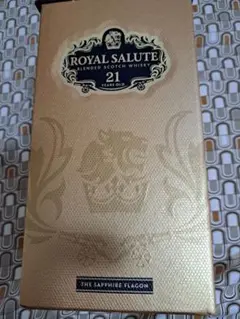 ROYAL SALUTE
BLENDED SCOTCH WHISKY
21
YEARS OLD
THE SAPPHIRE FLAGON